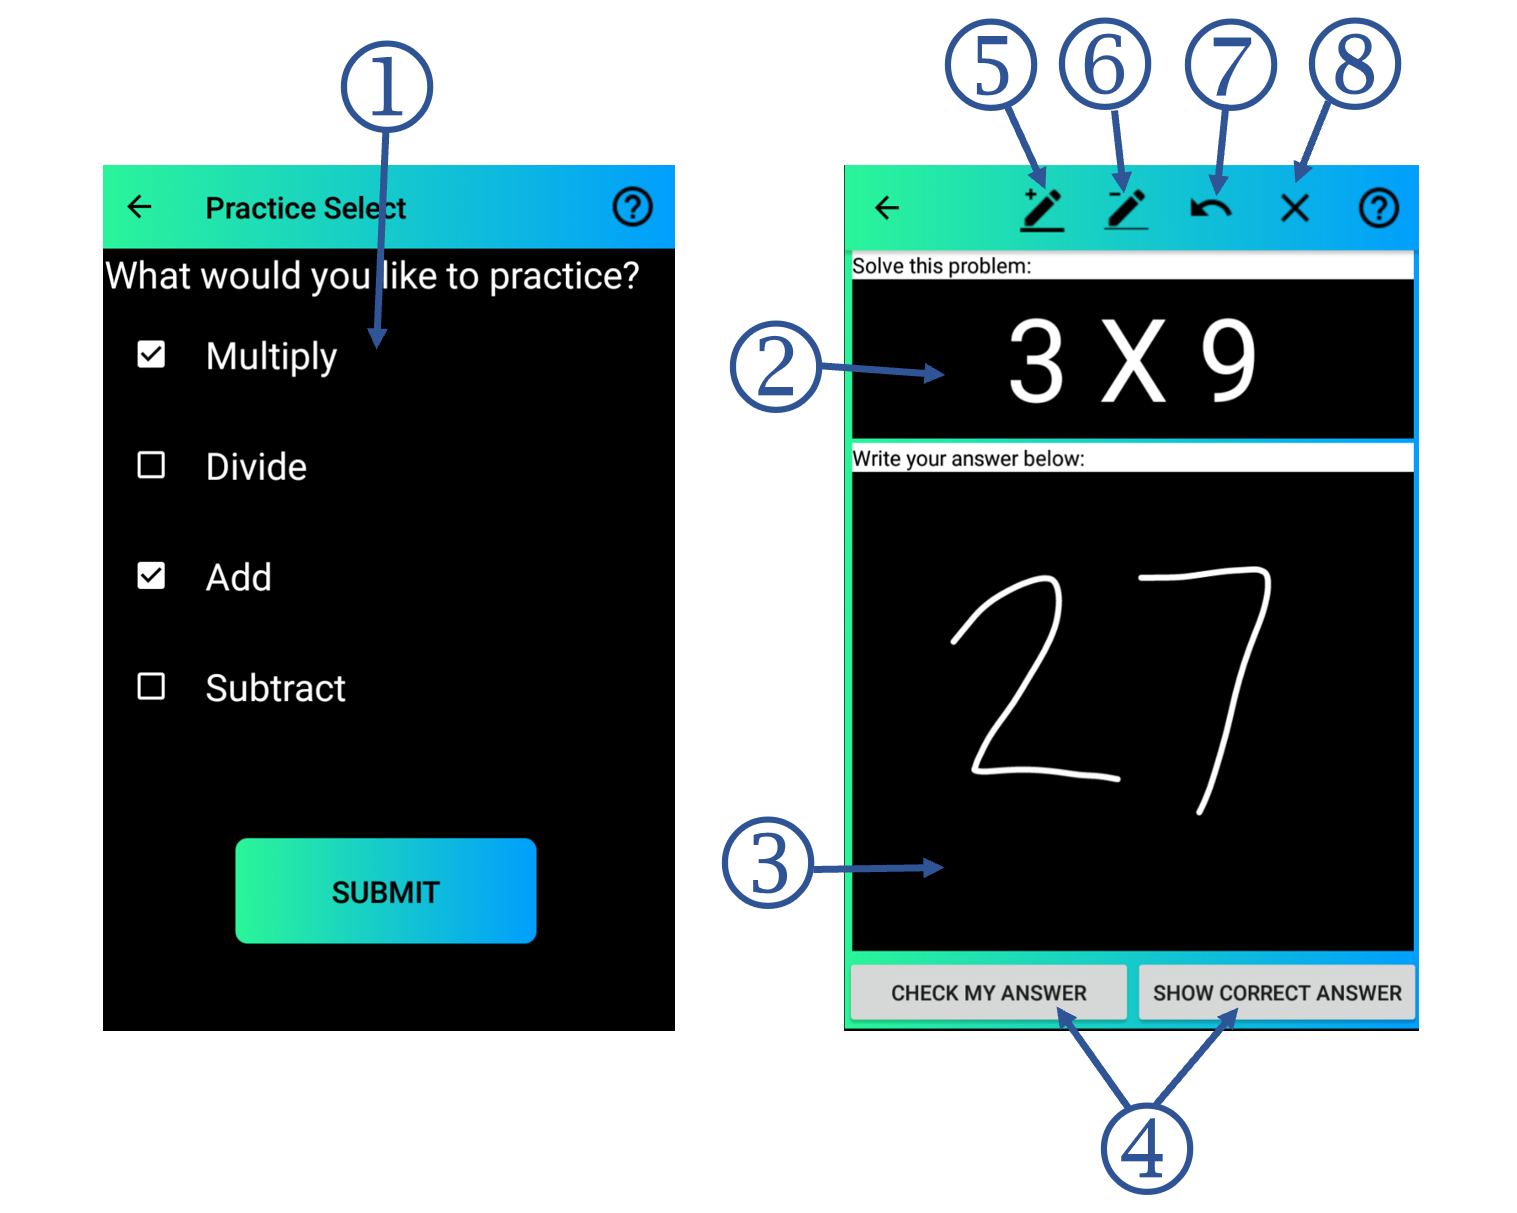 1
5 6 7 8
Practice Select
What would you like to practice?
Multiply
Divide
Add
Subtract
SUBMIT
Solve this problem:
2
3 X 9
Write your answer below:
27
3
CHECK MY ANSWER
SHOW CORRECT ANSWER
4